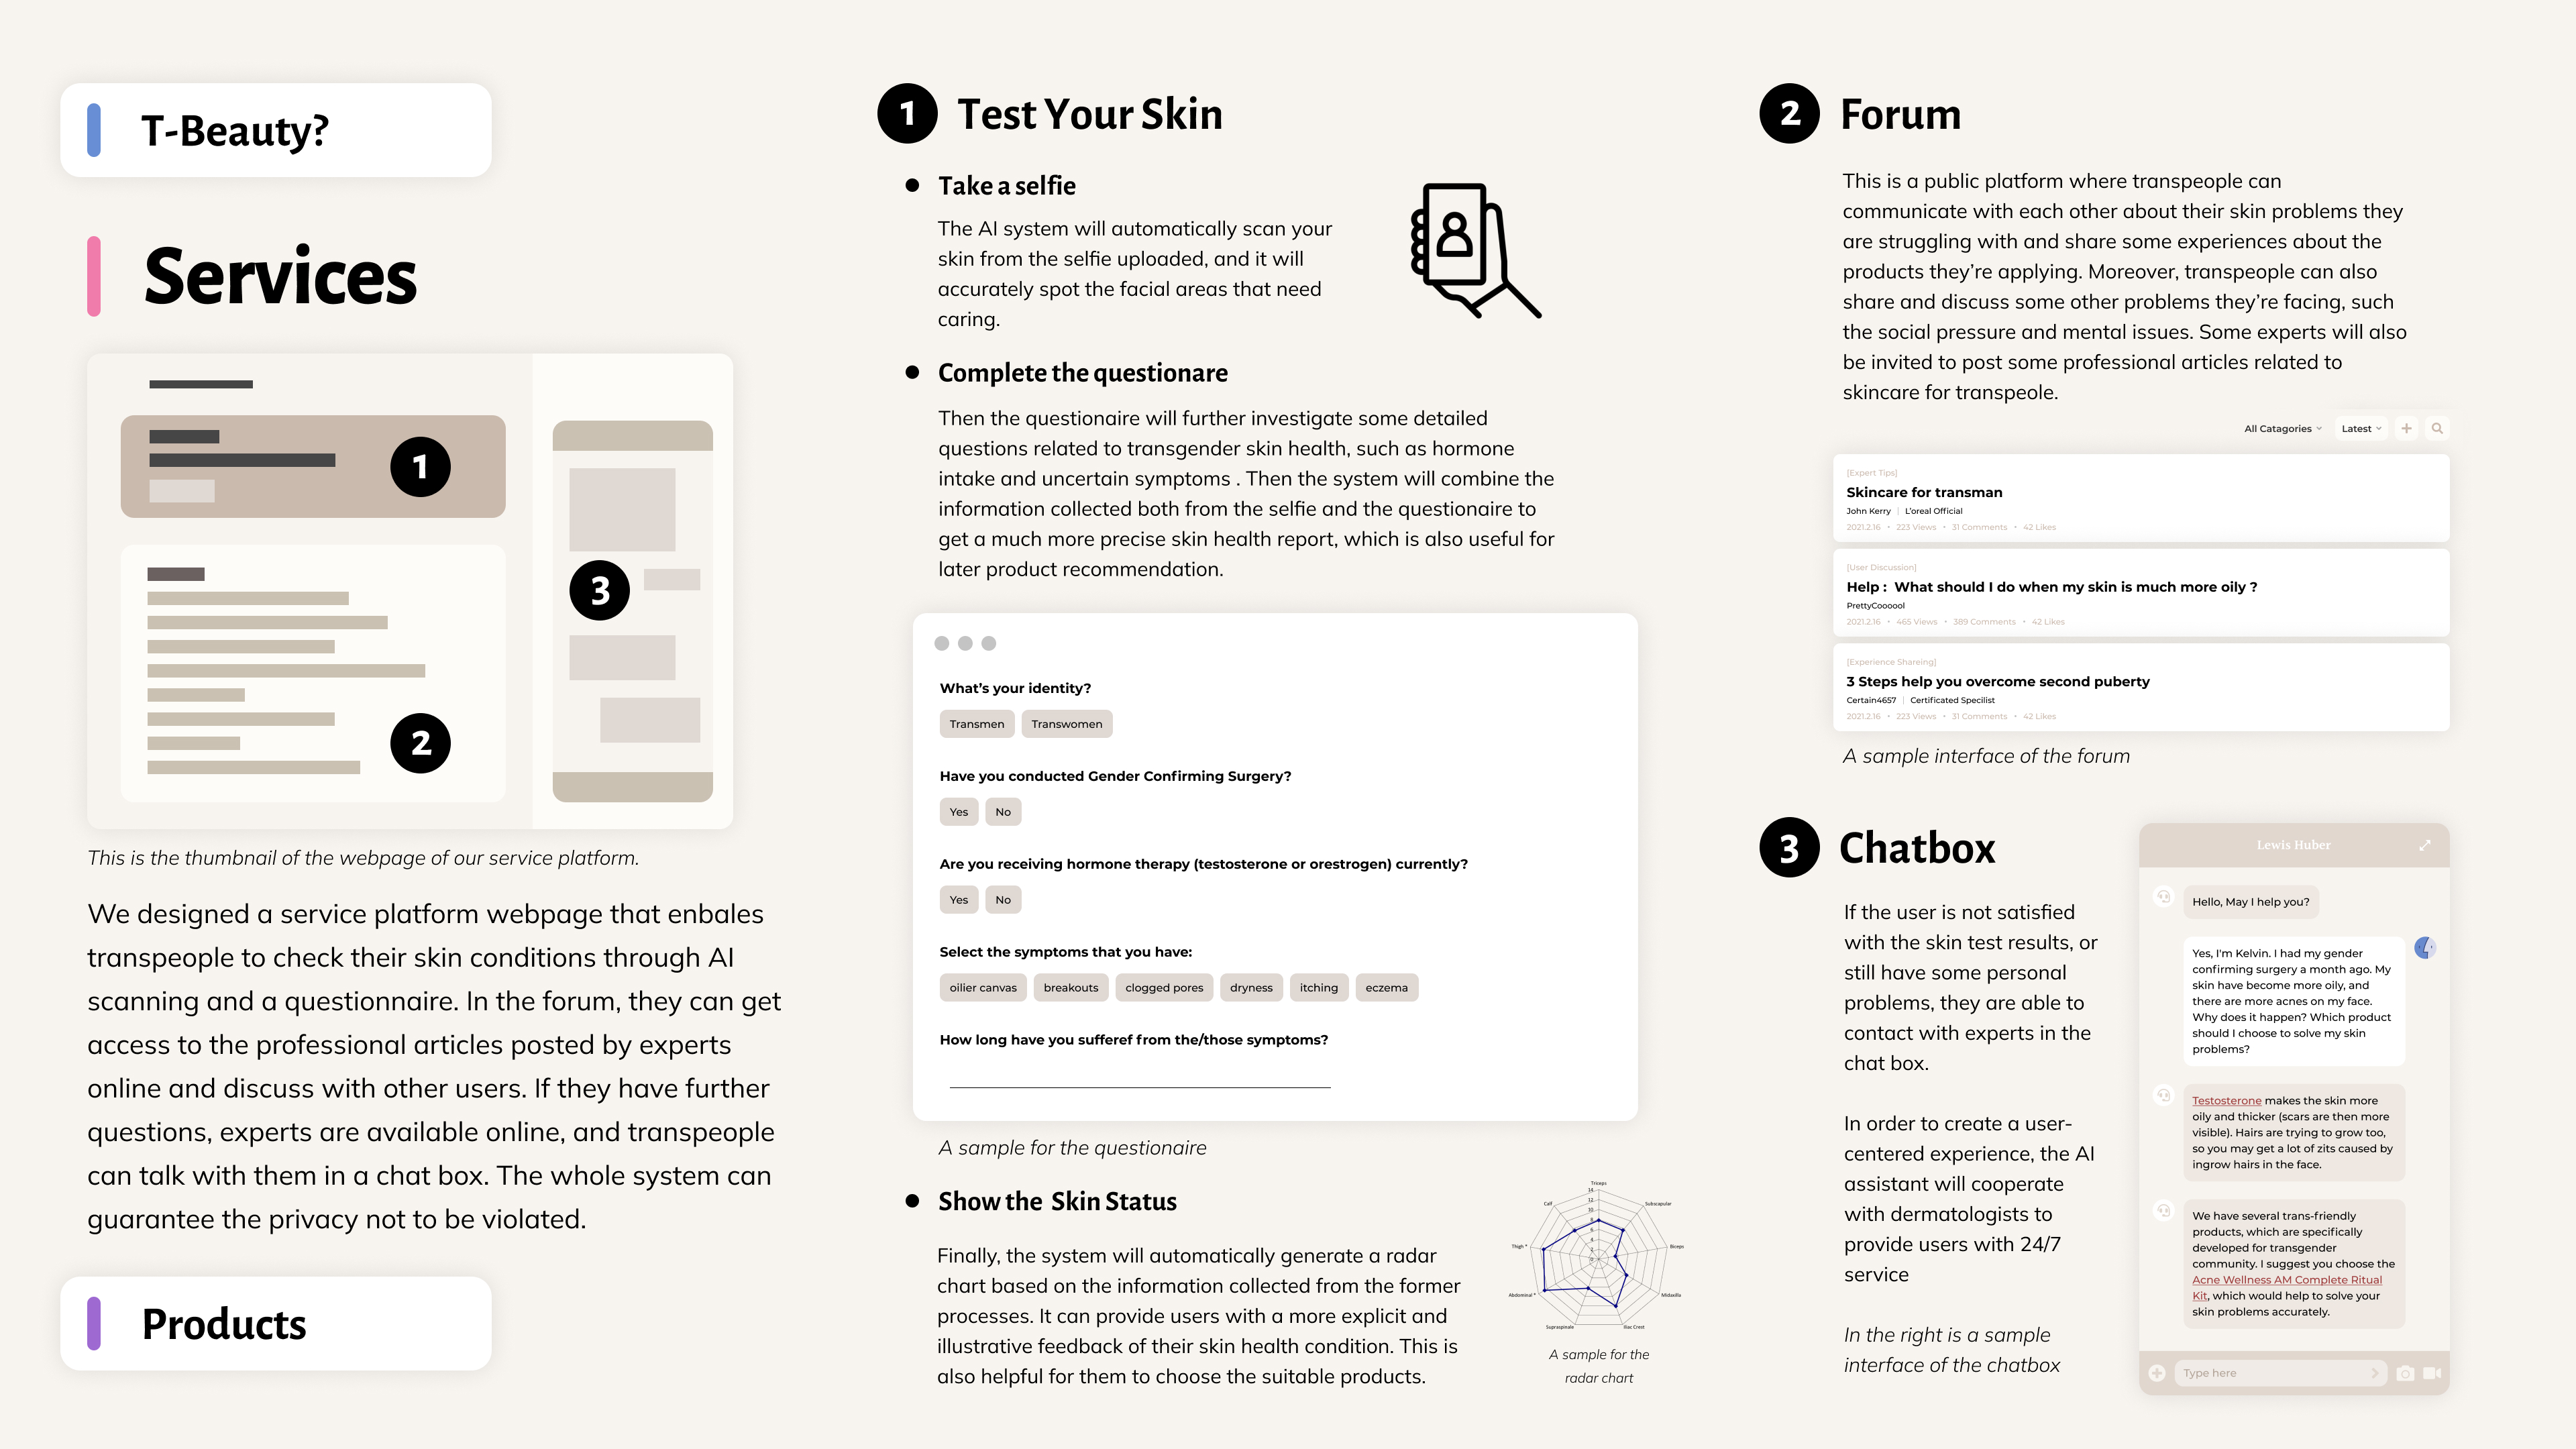 T-Beauty?
Services
1
2
3
This is the thumbnail of the webpage of our service platform.
We designed a service platform webpage that enbales
transpeople to check their skin conditions through AI
scanning and a questionnaire. In the forum, they can get
access to the professional articles posted by experts
online and discuss with other users. If they have further
questions, experts are available online, and transpeople
can talk with them in a chat box. The whole system can
guarantee the privacy not to be violated.
Products
1 Test Your Skin
Take a selfie
The AI system will automatically scan your
skin from the selfie uploaded, and it will
accurately spot the facial areas that need
caring.
Complete the questionare
Then the questionaire will further investigate some detailed
questions related to transgender skin health, such as hormone
intake and uncertain symptoms . Then the system will combine the
information collected both from the selfie and the questionaire to
get a much more precise skin health report, which is also useful for
later product recommendation.
What's your identity?
Transmen Transwomen
Have you conducted Gender Confirming Surgery?
Yes No
Are you receiving hormone therapy (testosterone or orestrogen) currently?
Yes No
Select the symptoms that you have:
oilier canvas breakouts clogged pores dryness itching eczema
How long have you sufferef from the/those symptoms?
A sample for the questionaire
Show the Skin Status
Finally, the system will automatically generate a radar
chart based on the information collected from the former
processes. It can provide users with a more explicit and
illustrative feedback of their skin health condition. This is
also helpful for them to choose the suitable products.
Triceps
Subscapular
Biceps
Midaxilla
Iliac Crest
Supraspinale
Abdominal *
Thigh *
Calf
14
12
10
8
6
4
2
0
A sample for the
radar chart
2 Forum
This is a public platform where transpeople can
communicate with each other about their skin problems they
are struggling with and share some experiences about the
products they're applying. Moreover, transpeople can also
share and discuss some other problems they're facing, such
the social pressure and mental issues. Some experts will also
be invited to post some professional articles related to
skincare for transpeole.
All Catagories Latest
[Expert Tips]
Skincare for transman
John Kerry | L'oreal Official
2021.2.16 • 223 Views • 31 Comments • 42 Likes
[User Discussion]
Help : What should I do when my skin is much more oily ?
PrettyCoooool
2021.2.16 • 465 Views • 389 Comments • 42 Likes
[Experience Shareing]
3 Steps help you overcome second puberty
Certain4657 | Certificated Specilist
2021.2.16 • 223 Views • 31 Comments • 42 Likes
A sample interface of the forum
3 Chatbox
If the user is not satisfied
with the skin test results, or
still have some personal
problems, they are able to
contact with experts in the
chat box.
In order to create a user-
centered experience, the AI
assistant will cooperate
with dermatologists to
provide users with 24/7
service
In the right is a sample
interface of the chatbox
Lewis Huber
Hello, May I help you?
Yes, I'm Kelvin. I had my gender
confirming surgery a month ago. My
skin have become more oily, and
there are more acnes on my face.
Why does it happen? Which product
should I choose to solve my skin
problems?
Testosterone makes the skin more
oily and thicker (scars are then more
visible). Hairs are trying to grow too,
so you may get a lot of zits caused by
ingrow hairs in the face.
We have several trans-friendly
products, which are specifically
developed for transgender
community. I suggest you choose the
Acne Wellness AM Complete Ritual
Kit, which would help to solve your
skin problems accurately.
Type here